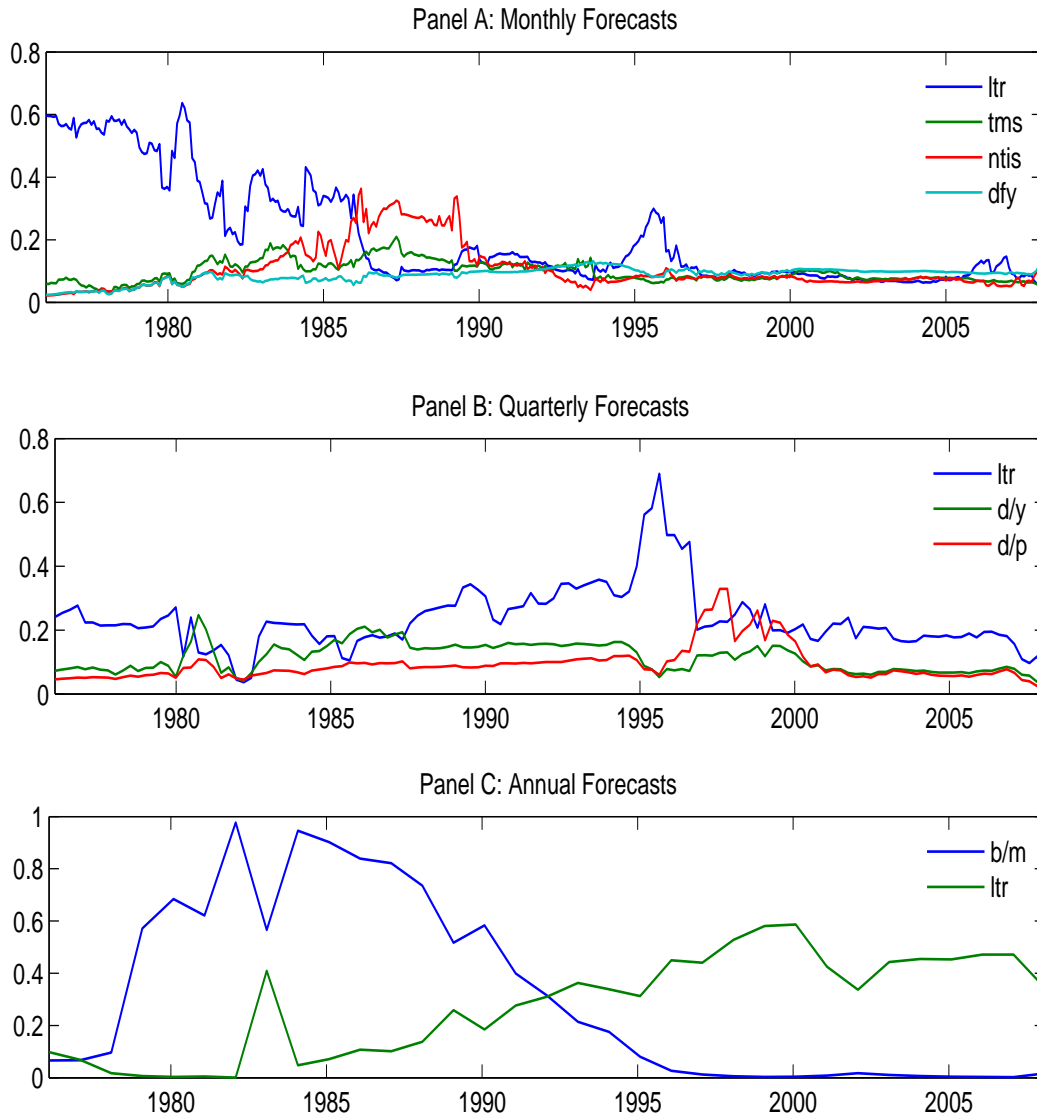 Panel A: Monthly Forecasts
0.8
0.6
0.4
0.2
0
ltr
tms
ntis
dfy
1980 1985 1990 1995 2000 2005
Panel B: Quarterly Forecasts
0.8
0.6
0.4
0.2
0
ltr
d/y
d/p
1980 1985 1990 1995 2000 2005
Panel C: Annual Forecasts
1
0.8
0.6
0.4
0.2
0
b/m
ltr
1980 1985 1990 1995 2000 2005